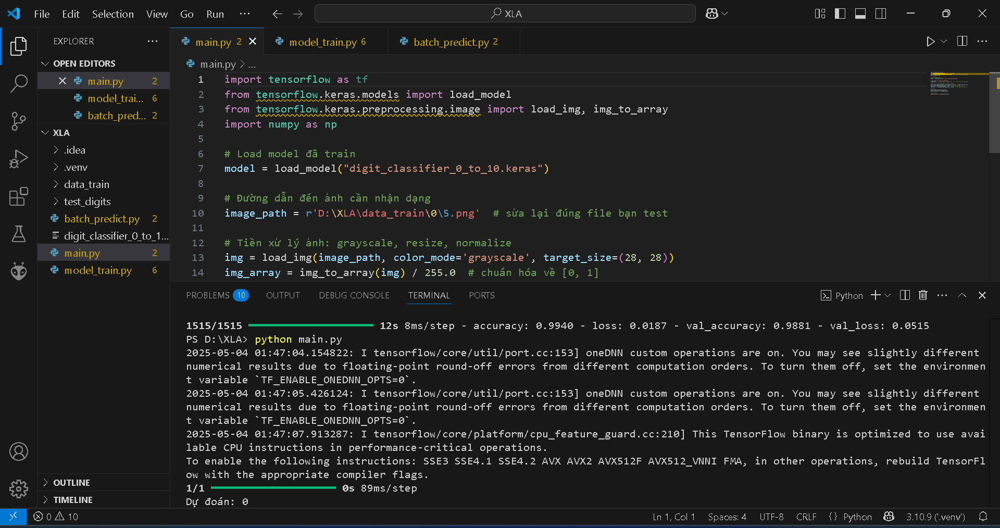 File Edit Selection View Go Run ··· XLA
EXPLORER ···
OPEN EDITORS
main.py 2
model_trai... 6
batch_pred... 2
XLA
.idea
.venv
data_train
test_digits
batch_predict.py 2
digit_classifier_0_to_1...
main.py 2
model_train.py 6
OUTLINE
TIMELINE
main.py 2 model_train.py 6 batch_predict.py 2
main.py > ...
1 import tensorflow as tf
2 from tensorflow.keras.models import load_model
3 from tensorflow.keras.preprocessing.image import load_img, img_to_array
4 import numpy as np
5
6 # Load model đã train
7 model = load_model("digit_classifier_0_to_10.keras")
8
9 # Đường dẫn đến ảnh cần nhận dạng
10 image_path = r'D:\XLA\data_train\0\5.png' # sửa lại đúng file bạn test
11
12 # Tiền xử lý ảnh: grayscale, resize, normalize
13 img = load_img(image_path, color_mode='grayscale', target_size=(28, 28))
14 img_array = img_to_array(img) / 255.0 # chuẩn hóa về [0, 1]
PROBLEMS 10 OUTPUT DEBUG CONSOLE TERMINAL PORTS Python
1515/1515 12s 8ms/step - accuracy: 0.9940 - loss: 0.0187 - val_accuracy: 0.9881 - val_loss: 0.0515
PS D:\XLA> python main.py
2025-05-04 01:47:04.154822: I tensorflow/core/util/port.cc:153] oneDNN custom operations are on. You may see slightly different
numerical results due to floating-point round-off errors from different computation orders. To turn them off, set the environmen
t variable `TF_ENABLE_ONEDNN_OPTS=0`.
2025-05-04 01:47:05.426124: I tensorflow/core/util/port.cc:153] oneDNN custom operations are on. You may see slightly different
numerical results due to floating-point round-off errors from different computation orders. To turn them off, set the environmen
t variable `TF_ENABLE_ONEDNN_OPTS=0`.
2025-05-04 01:47:07.913287: I tensorflow/core/platform/cpu_feature_guard.cc:210] This TensorFlow binary is optimized to use avai
lable CPU instructions in performance-critical operations.
To enable the following instructions: SSE3 SSE4.1 SSE4.2 AVX AVX2 AVX512F AVX512_VNNI FMA, in other operations, rebuild TensorFl
ow with the appropriate compiler flags.
1/1 0s 89ms/step
Dự đoán: 0
0 10 Ln 1, Col 1 Spaces: 4 UTF-8 CRLF {} Python 3.10.9 ('.venv')